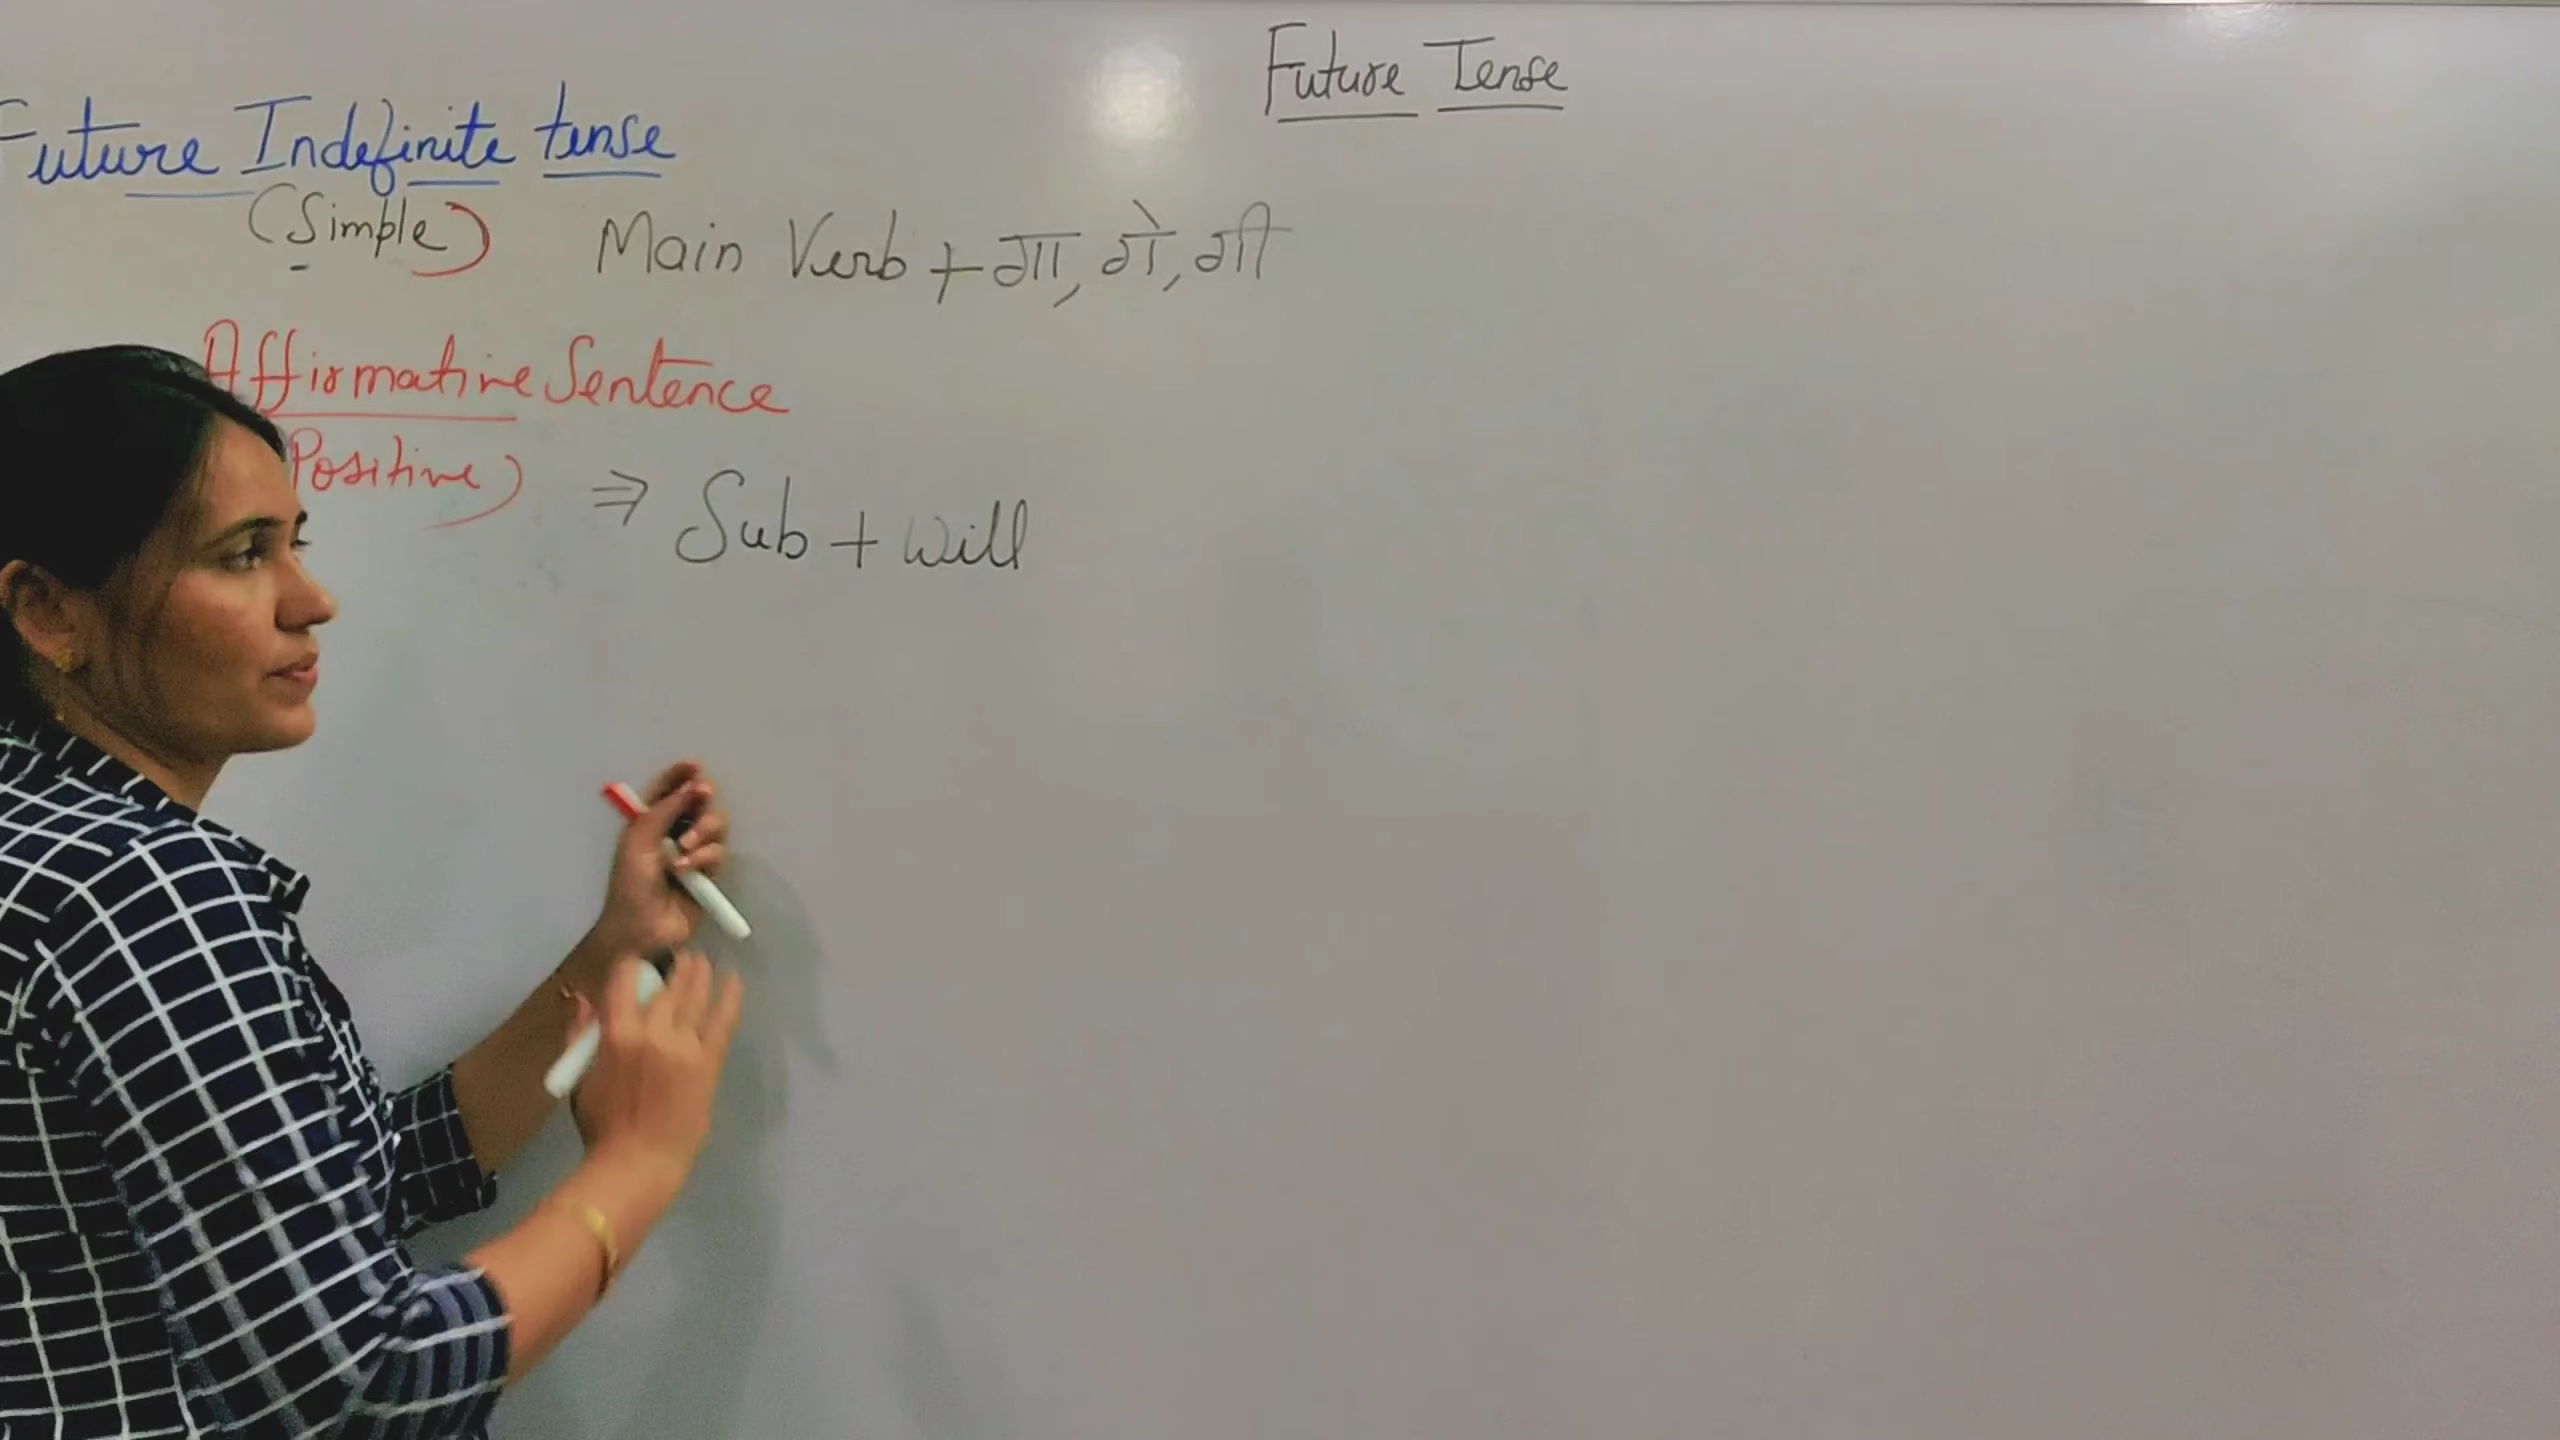 Future Tense
Future Indefinite tense
(Simple) Main Verb + गा, गे, गी
Affirmative Sentence
Positive)
⇒ Sub + will